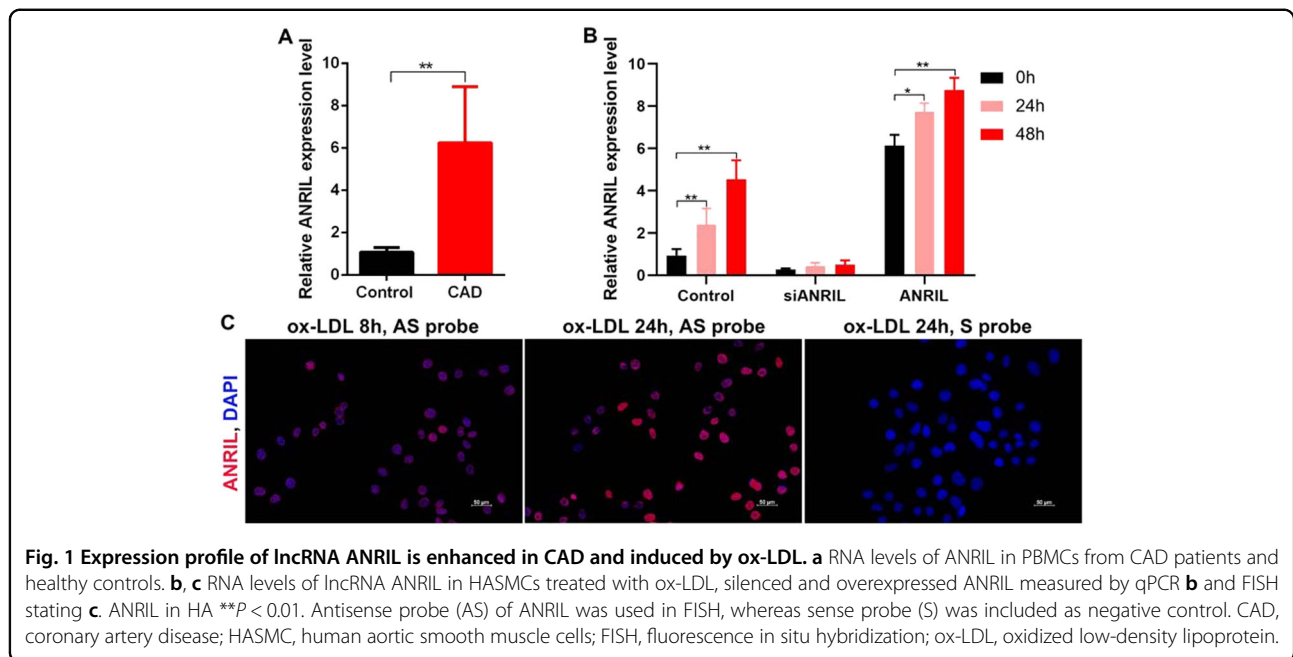 A
Relative ANRIL expression level
10
8
6
4
2
0
**
Control
CAD
B
Relative ANRIL expression level
10
8
6
4
2
0
**
**
*
**
Control
siANRIL
ANRIL
0h
24h
48h
C
ox-LDL 8h, AS probe
ox-LDL 24h, AS probe
ox-LDL 24h, S probe
ANRIL, DAPI
50 µm
50 µm
50 µm
Fig. 1 Expression profile of lncRNA ANRIL is enhanced in CAD and induced by ox-LDL. a RNA levels of ANRIL in PBMCs from CAD patients and
healthy controls. b, c RNA levels of lncRNA ANRIL in HASMCs treated with ox-LDL, silenced and overexpressed ANRIL measured by qPCR b and FISH
stating c. ANRIL in HA **P < 0.01. Antisense probe (AS) of ANRIL was used in FISH, whereas sense probe (S) was included as negative control. CAD,
coronary artery disease; HASMC, human aortic smooth muscle cells; FISH, fluorescence in situ hybridization; ox-LDL, oxidized low-density lipoprotein.